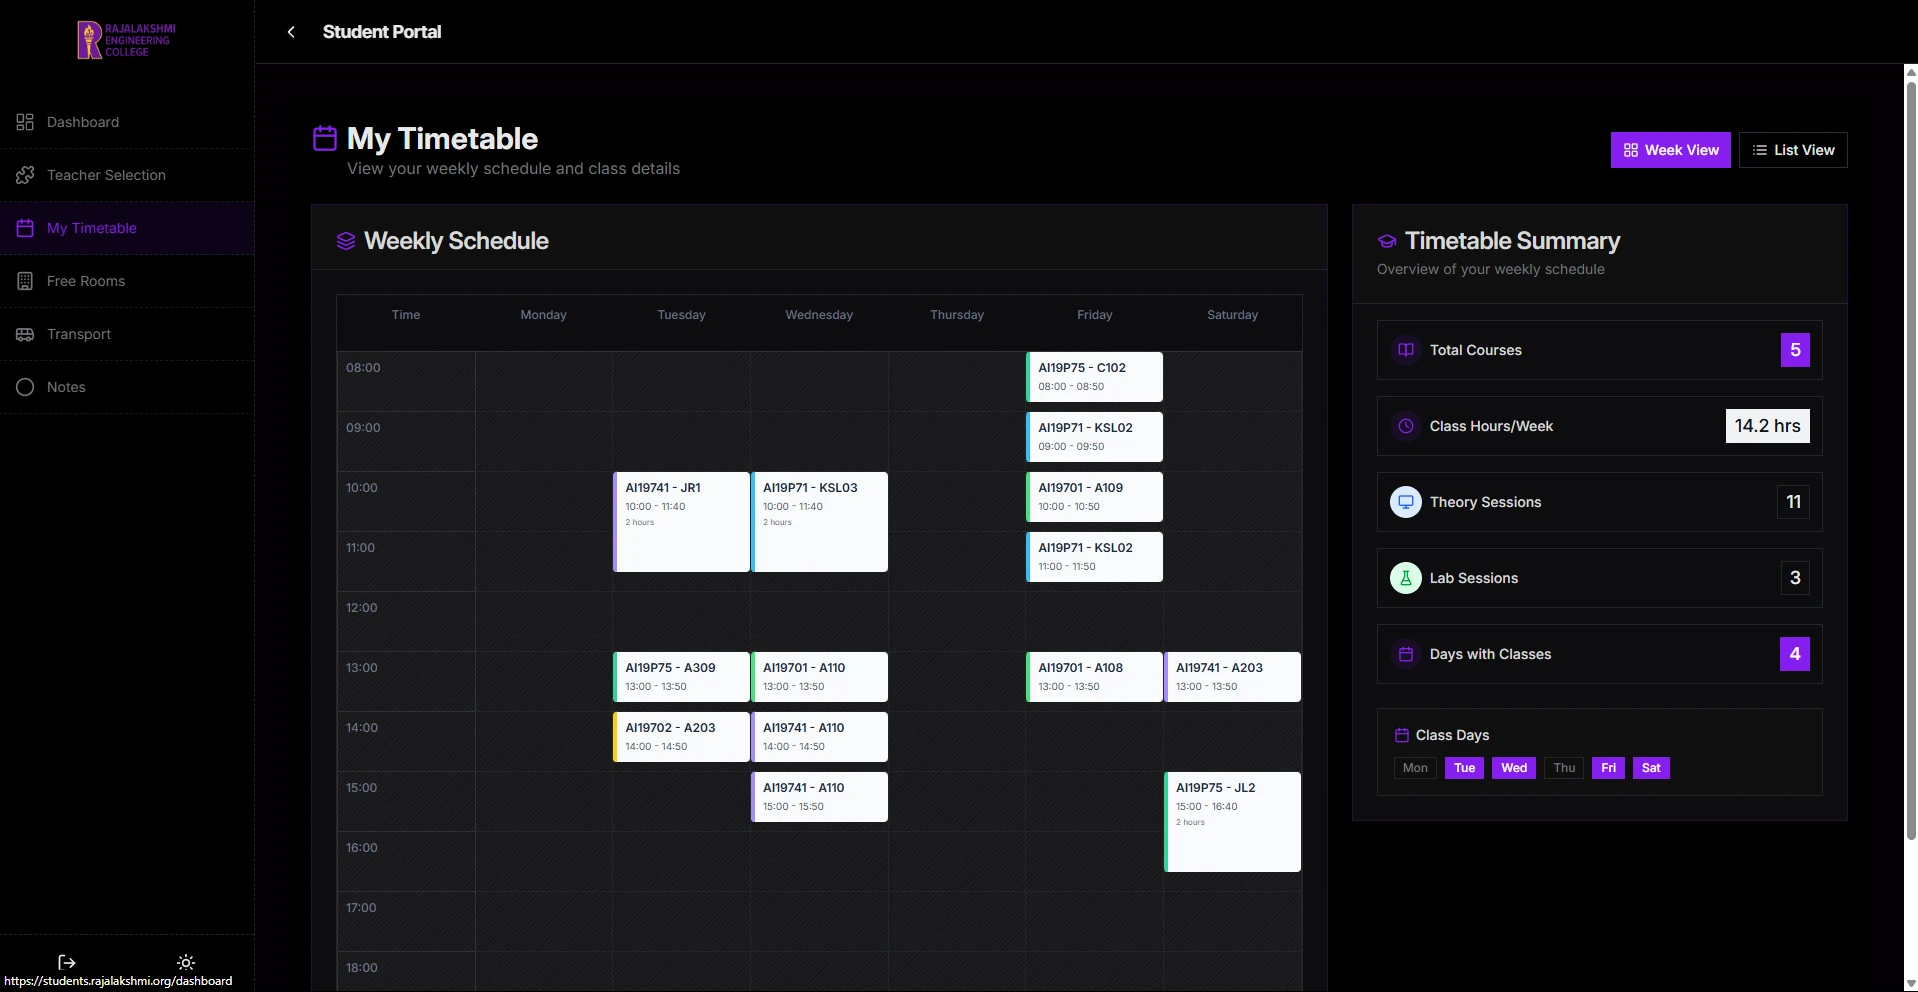 RAJALAKSHMI
ENGINEERING
COLLEGE
Student Portal
Dashboard
Teacher Selection
My Timetable
Free Rooms
Transport
Notes
https://students.rajalakshmi.org/dashboard
My Timetable
View your weekly schedule and class details
Week View
List View
Weekly Schedule
Time Monday Tuesday Wednesday Thursday Friday Saturday
08:00
AI19P75 - C102
08:00 - 08:50
09:00
AI19P71 - KSL02
09:00 - 09:50
10:00
AI19741 - JR1
10:00 - 11:40
2 hours
AI19P71 - KSL03
10:00 - 11:40
2 hours
AI19701 - A109
10:00 - 10:50
11:00
AI19P71 - KSL02
11:00 - 11:50
12:00
13:00
AI19P75 - A309
13:00 - 13:50
AI19701 - A110
13:00 - 13:50
AI19701 - A108
13:00 - 13:50
AI19741 - A203
13:00 - 13:50
14:00
AI19702 - A203
14:00 - 14:50
AI19741 - A110
14:00 - 14:50
15:00
AI19741 - A110
15:00 - 15:50
AI19P75 - JL2
15:00 - 16:40
2 hours
16:00
17:00
18:00
Timetable Summary
Overview of your weekly schedule
Total Courses 5
Class Hours/Week 14.2 hrs
Theory Sessions 11
Lab Sessions 3
Days with Classes 4
Class Days
Mon Tue Wed Thu Fri Sat